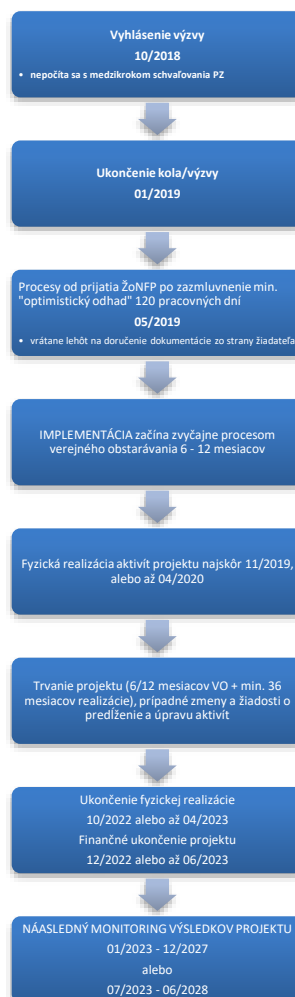 Vyhlásenie výzvy
10/2018
• nepočíta sa s medzikrokom schvaľovania PZ
Ukončenie kola/výzvy
01/2019
Procesy od prijatia ŽoNFP po zazmluvnenie min.
"optimistický odhad" 120 pracovných dní
05/2019
• vrátane lehôt na doručenie dokumentácie zo strany žiadateľa
IMPLEMENTÁCIA začína zvyčajne procesom
verejného obstarávania 6 - 12 mesiacov
Fyzická realizácia aktivít projektu najskôr 11/2019,
alebo až 04/2020
Trvanie projektu (6/12 mesiacov VO + min. 36
mesiacov realizácie), prípadné zmeny a žiadosti o
predĺženie a úpravu aktivít
Ukončenie fyzickej realizácie
10/2022 alebo až 04/2023
Finančné ukončenie projektu
12/2022 alebo až 06/2023
NÁASLEDNÝ MONITORING VÝSLEDKOV PROJEKTU
01/2023 - 12/2027
alebo
07/2023 - 06/2028